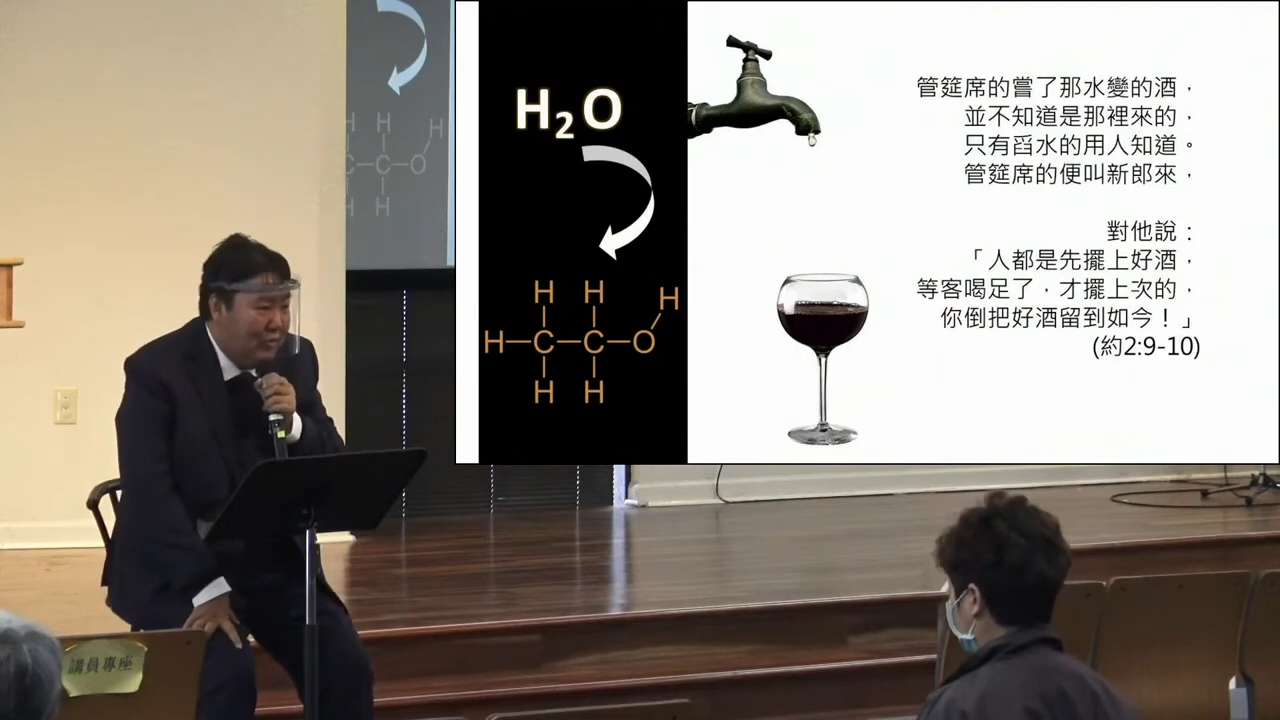 H₂O
H H H
H-C-C-O
H H
管筵席的嘗了那水變的酒，
並不知道是那裡來的，
只有舀水的用人知道。
管筵席的便叫新郎來，
對他說：
「人都是先擺上好酒，
等客喝足了，才擺上次的，
你倒把好酒留到如今！」
(約2:9-10)
H H H
C-C-O
H H
講員專座